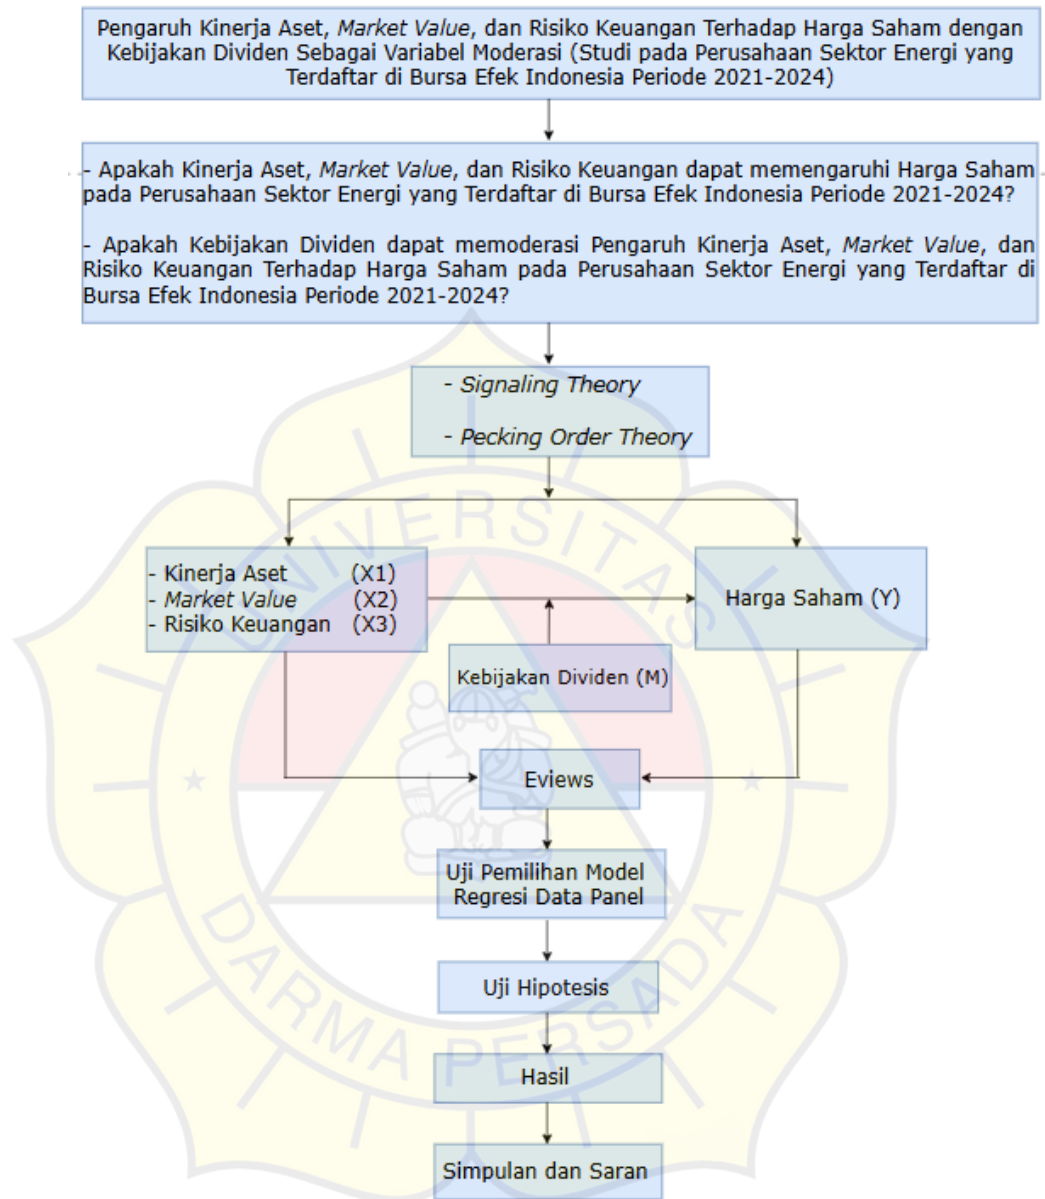 Pengaruh Kinerja Aset, Market Value, dan Risiko Keuangan Terhadap Harga Saham dengan
Kebijakan Dividen Sebagai Variabel Moderasi (Studi pada Perusahaan Sektor Energi yang
Terdaftar di Bursa Efek Indonesia Periode 2021-2024)
- Apakah Kinerja Aset, Market Value, dan Risiko Keuangan dapat memengaruhi Harga Saham
pada Perusahaan Sektor Energi yang Terdaftar di Bursa Efek Indonesia Periode 2021-2024?
- Apakah Kebijakan Dividen dapat memoderasi Pengaruh Kinerja Aset, Market Value, dan
Risiko Keuangan Terhadap Harga Saham pada Perusahaan Sektor Energi yang Terdaftar di
Bursa Efek Indonesia Periode 2021-2024?
- Signaling Theory
- Pecking Order Theory
UNIVERSITAS
- Kinerja Aset (X1)
- Market Value (X2)
- Risiko Keuangan (X3)
Harga Saham (Y)
Kebijakan Dividen (M)
Eviews
Uji Pemilihan Model
Regresi Data Panel
Uji Hipotesis
DARMA PERSADA
Hasil
Simpulan dan Saran